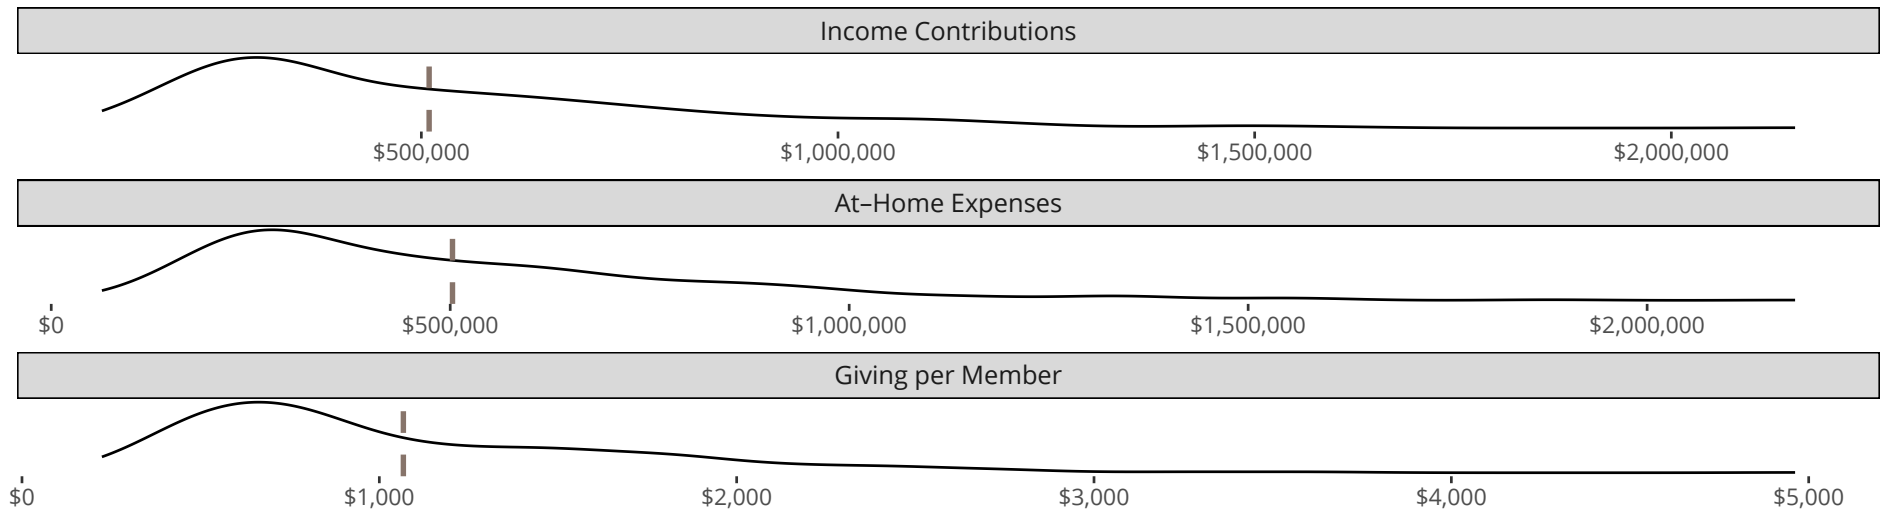 Income Contributions
$500,000 $1,000,000 $1,500,000 $2,000,000
At–Home Expenses
$0 $500,000 $1,000,000 $1,500,000 $2,000,000
Giving per Member
$0 $1,000 $2,000 $3,000 $4,000 $5,000